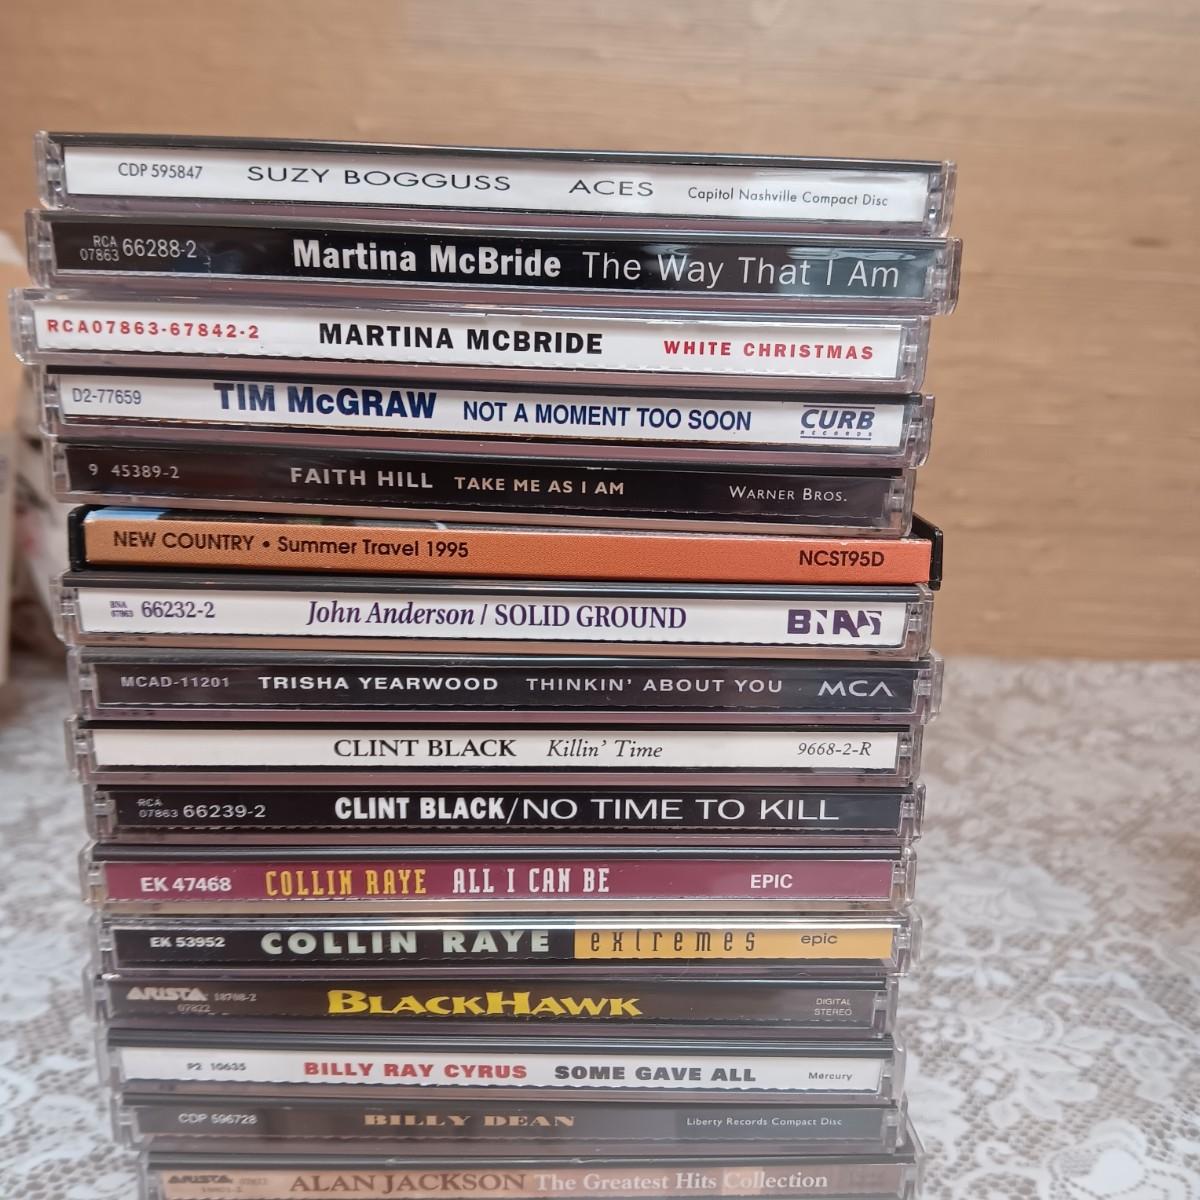 CDP 595847 SUZY BOGGUSS ACES Capitol Nashville Compact Disc
RCA 07863 66288-2 Martina McBride The Way That I Am
RCA07863-67842-2 MARTINA MCBRIDE WHITE CHRISTMAS
D2-77659 TIM McGRAW NOT A MOMENT TOO SOON CURB RECORDS
9 45389-2 FAITH HILL TAKE ME AS I AM WARNER BROS.
NEW COUNTRY • Summer Travel 1995 NCST95D
BNA 07863 66232-2 John Anderson / SOLID GROUND BNA
MCAD-11201 TRISHA YEARWOOD THINKIN' ABOUT YOU MCA
CLINT BLACK Killin' Time 9668-2-R
RCA 07863 66239-2 CLINT BLACK/NO TIME TO KILL
EK 47468 COLLIN RAYE ALL I CAN BE EPIC
EK 53952 COLLIN RAYE extremes epic
ARISTA 18708-2 07822 BLACKHAWK DIGITAL STEREO
P2 10635 BILLY RAY CYRUS SOME GAVE ALL Mercury
CDP 596728 BILLY DEAN Liberty Records Compact Disc
ARISTA ALAN JACKSON The Greatest Hits Collection